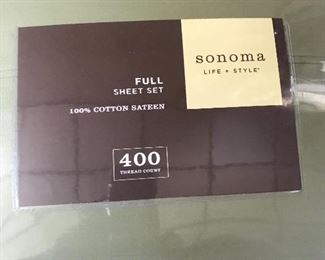 sonoma
LIFE + STYLE®
FULL
SHEET SET
100% COTTON SATEEN
400
THREAD COUNT